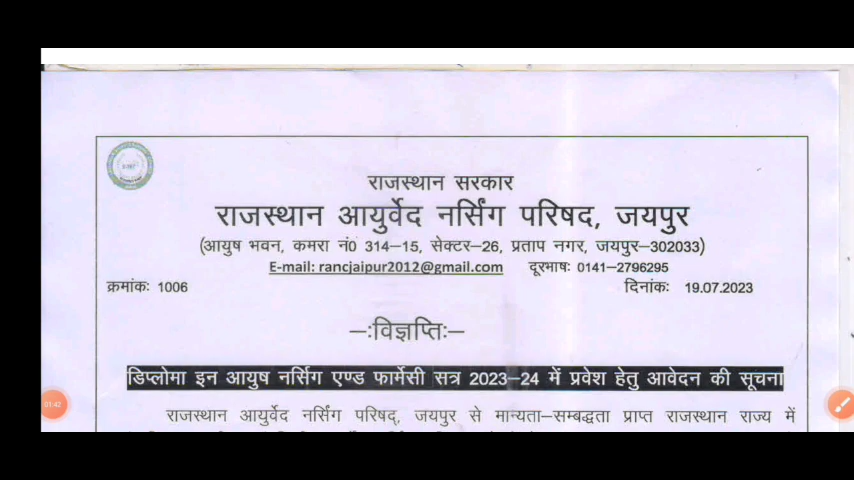 राजस्थान सरकार
राजस्थान आयुर्वेद नर्सिंग परिषद, जयपुर
(आयुष भवन, कमरा नं0 314–15, सेक्टर–26, प्रताप नगर, जयपुर–302033)
E-mail: rancjaipur2012@gmail.com दूरभाषः 0141–2796295
क्रमांकः 1006 दिनांकः 19.07.2023
–:विज्ञप्तिः–
डिप्लोमा इन आयुष नर्सिंग एण्ड फार्मेसी सत्र 2023–24 में प्रवेश हेतु आवेदन की सूचना
01:42
राजस्थान आयुर्वेद नर्सिंग परिषद्, जयपुर से मान्यता–सम्बद्धता प्राप्त राजस्थान राज्य में